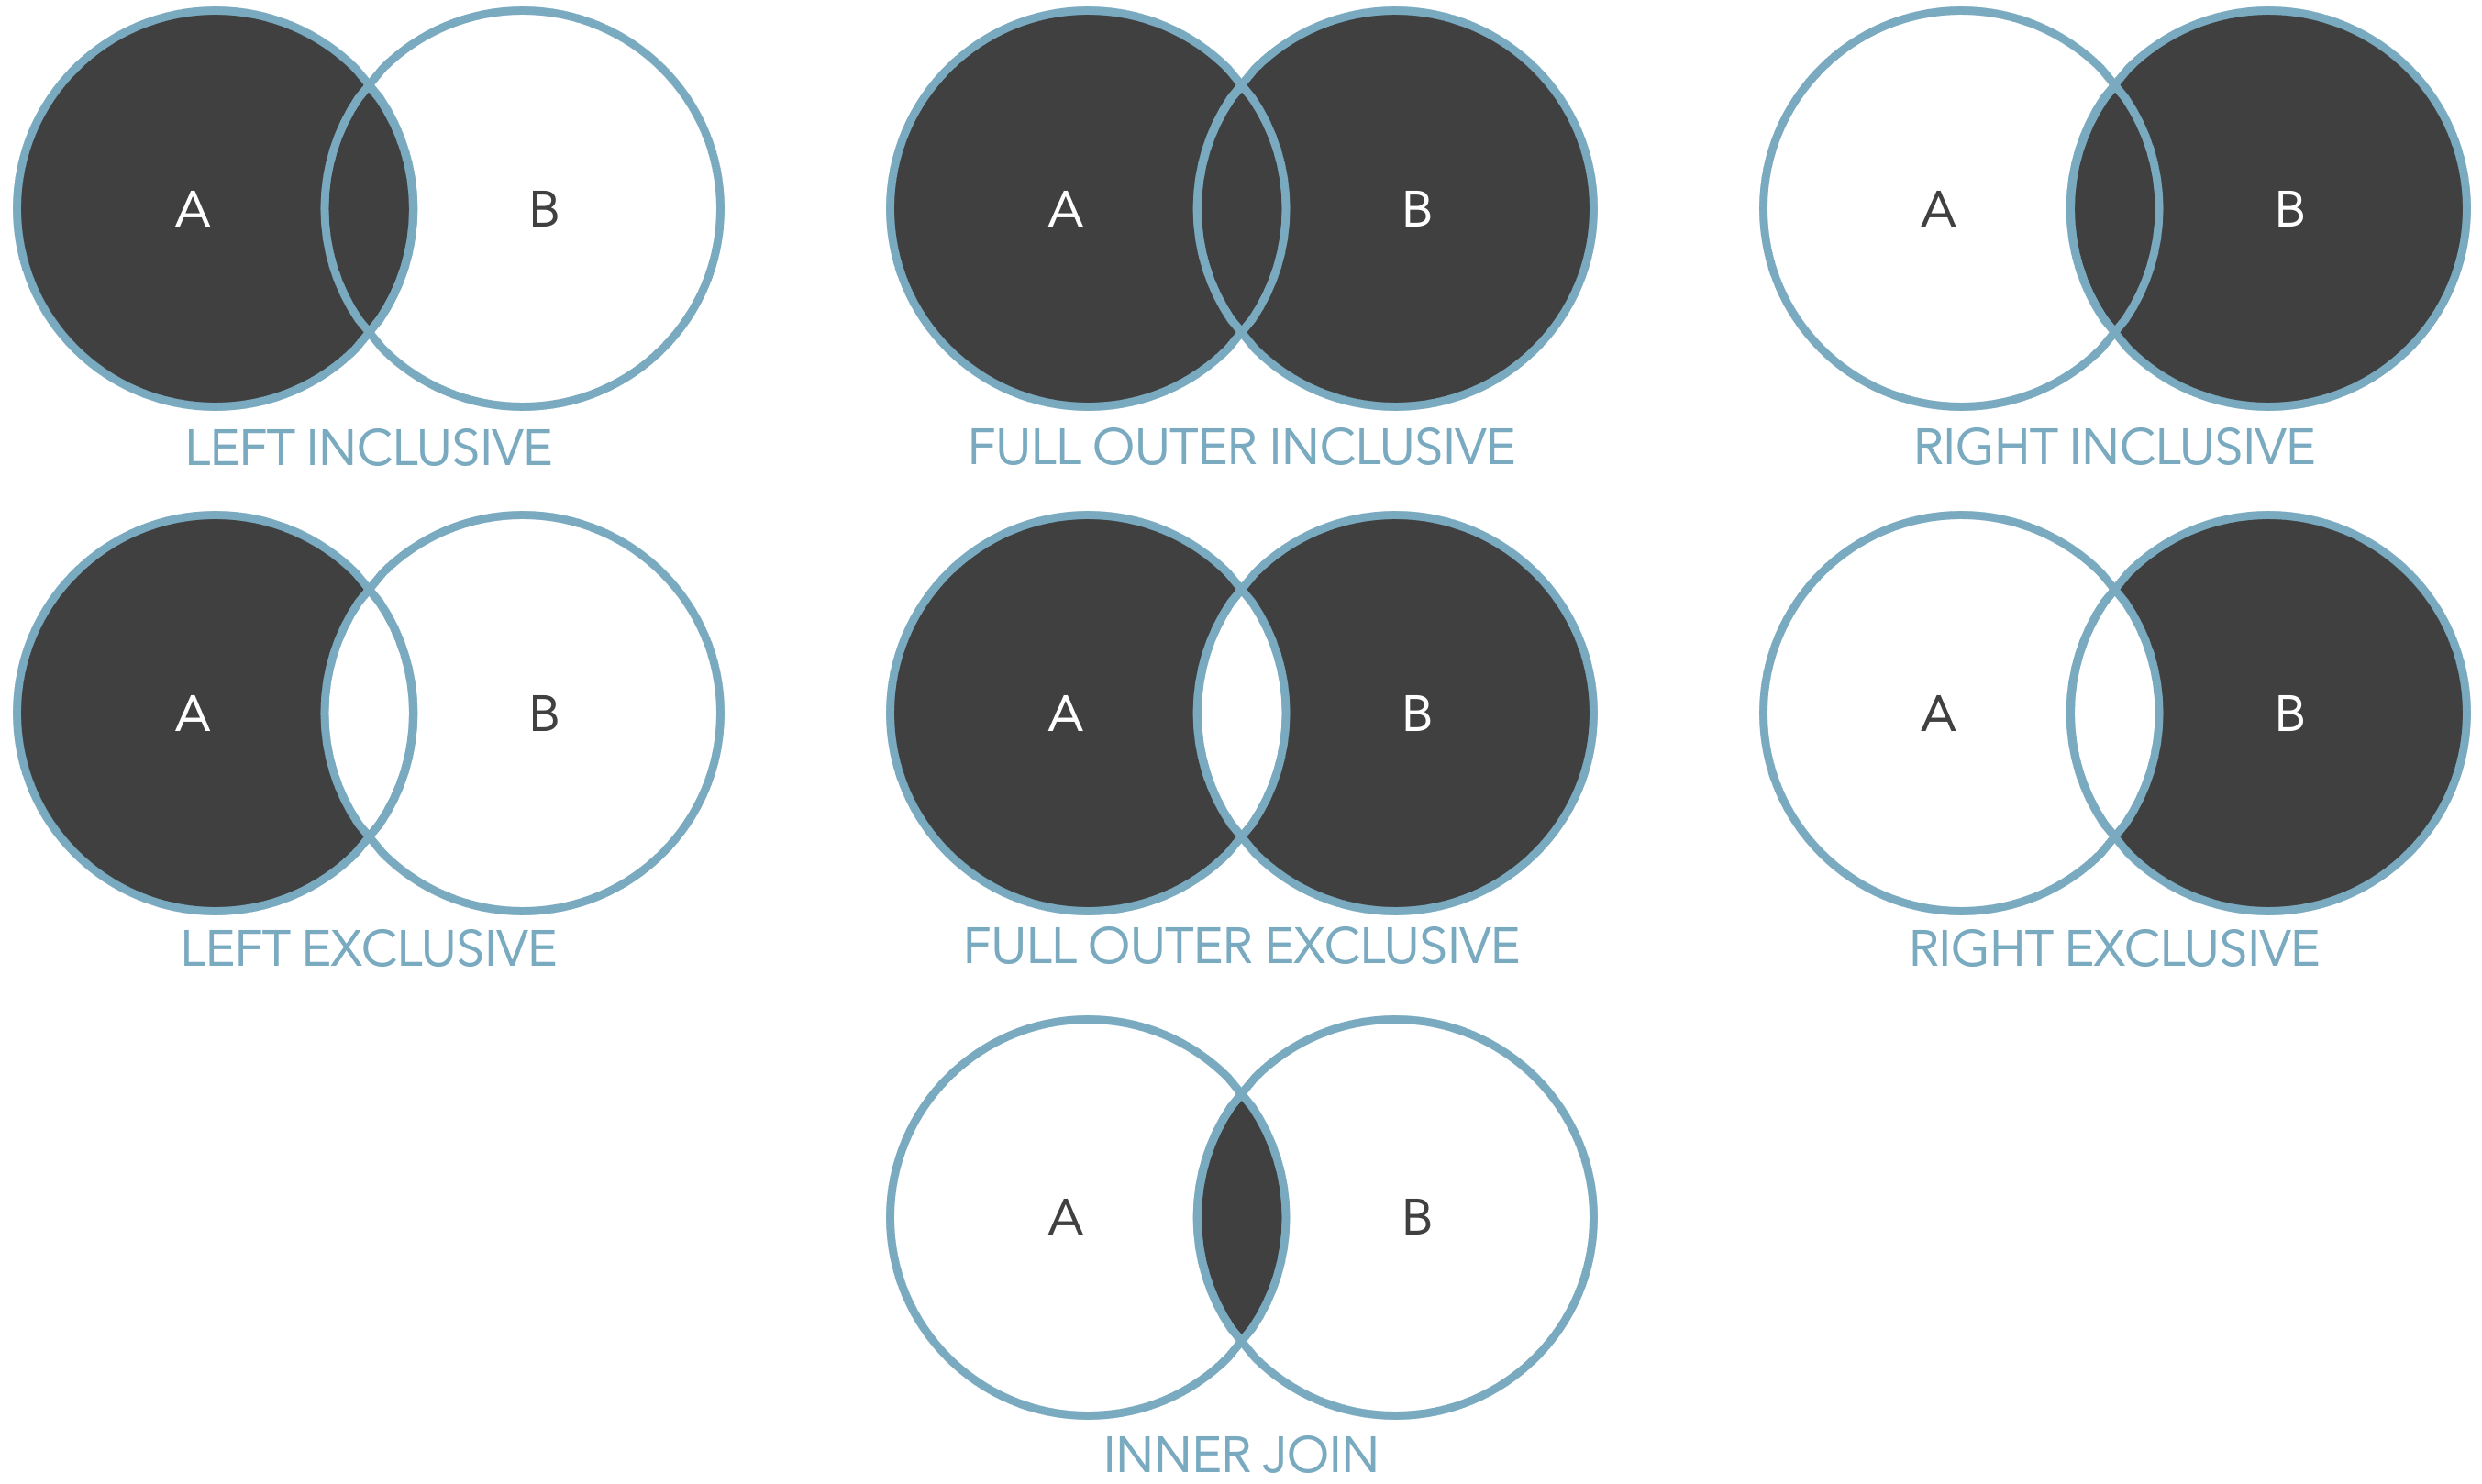 A B
A B
A B
LEFT INCLUSIVE
FULL OUTER INCLUSIVE
RIGHT INCLUSIVE
A B
A B
A B
LEFT EXCLUSIVE
FULL OUTER EXCLUSIVE
RIGHT EXCLUSIVE
A B
INNER JOIN